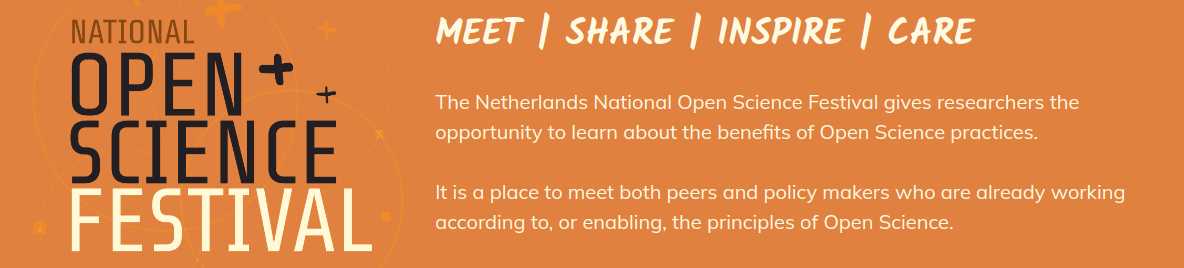 NATIONAL
OPEN
SCIENCE
FESTIVAL
MEET | SHARE | INSPIRE | CARE
The Netherlands National Open Science Festival gives researchers the
opportunity to learn about the benefits of Open Science practices.
It is a place to meet both peers and policy makers who are already working
according to, or enabling, the principles of Open Science.